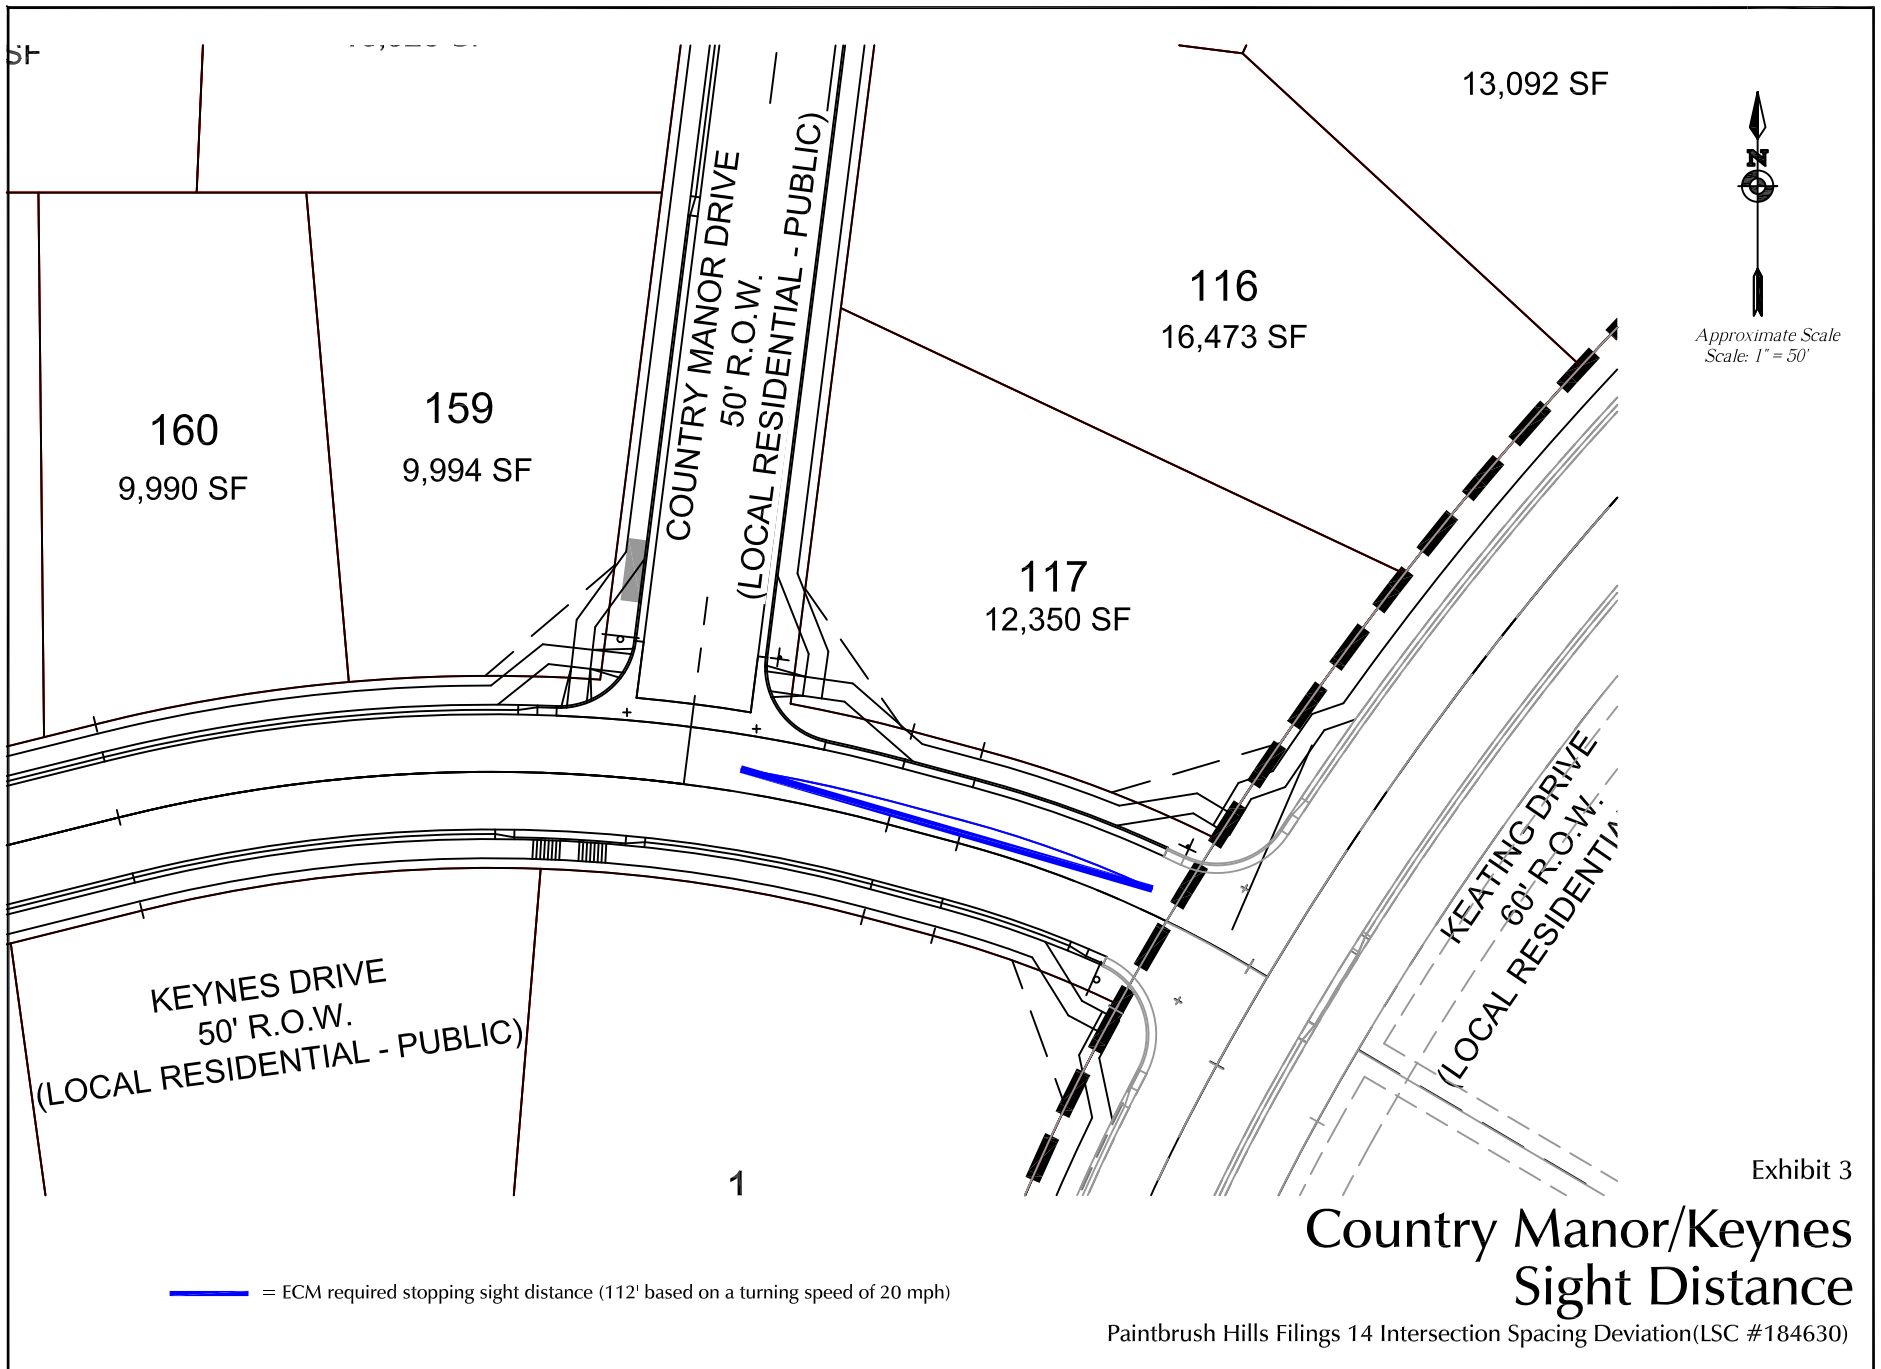 SF
13,092 SF
N
Approximate Scale
Scale: 1" = 50'
COUNTRY MANOR DRIVE
50' R.O.W.
(LOCAL RESIDENTIAL - PUBLIC)
116
16,473 SF
160
9,990 SF
159
9,994 SF
117
12,350 SF
KEATING DRIVE
60' R.O.W.
(LOCAL RESIDENTIA
KEYNES DRIVE
50' R.O.W.
(LOCAL RESIDENTIAL - PUBLIC)
1
Exhibit 3
Country Manor/Keynes
Sight Distance
= ECM required stopping sight distance (112' based on a turning speed of 20 mph)
Paintbrush Hills Filings 14 Intersection Spacing Deviation(LSC #184630)